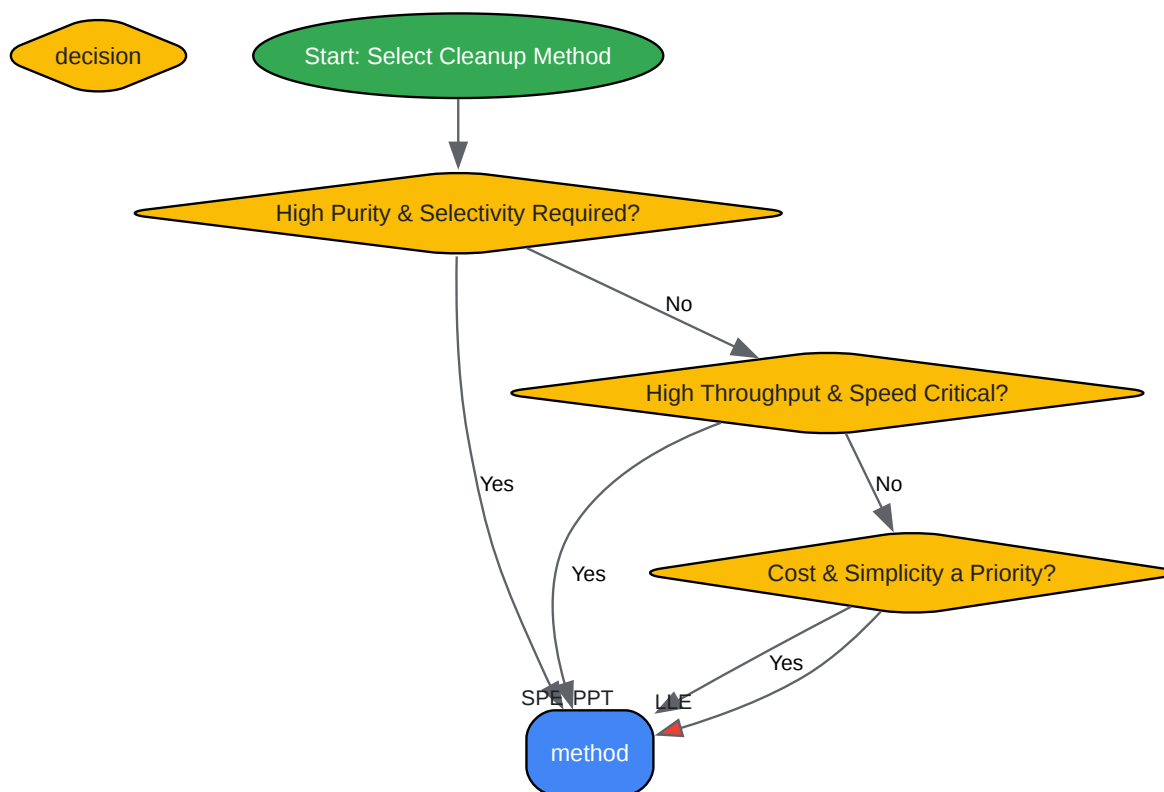 decision
Start: Select Cleanup Method
High Purity & Selectivity Required?
No
High Throughput & Speed Critical?
Yes
No
Yes
Cost & Simplicity a Priority?
Yes
SPE
PPT
LLE
method